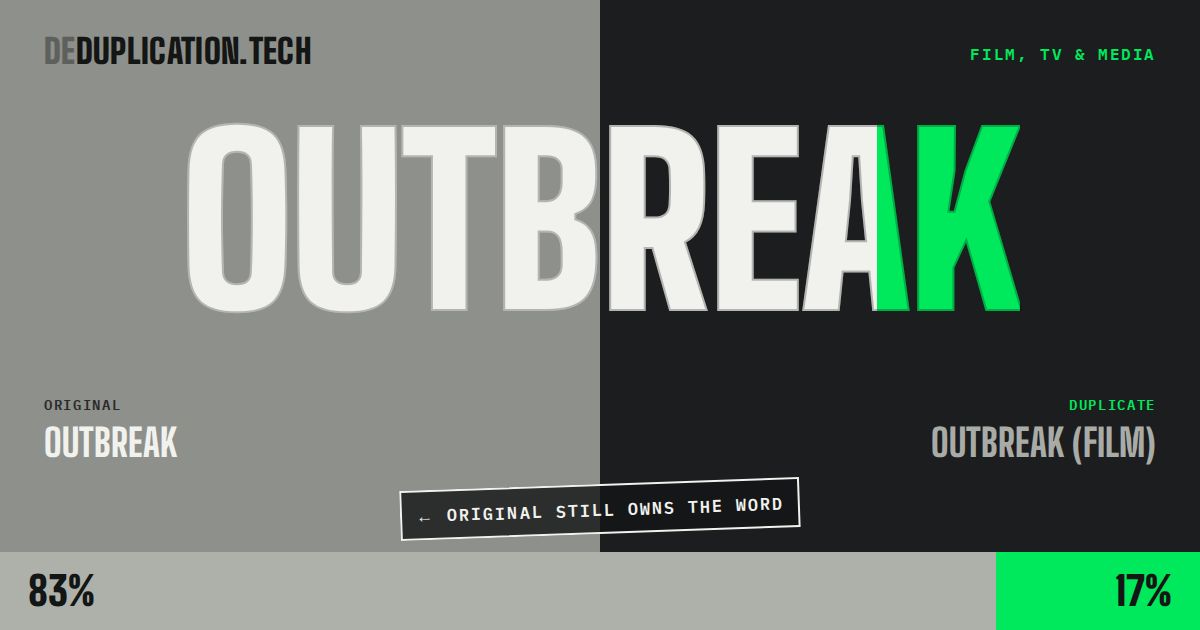 DEDUPLICATION.TECH
FILM, TV & MEDIA
OUTBREAK
ORIGINAL
OUTBREAK
DUPLICATE
OUTBREAK (FILM)
← ORIGINAL STILL OWNS THE WORD
83%
17%